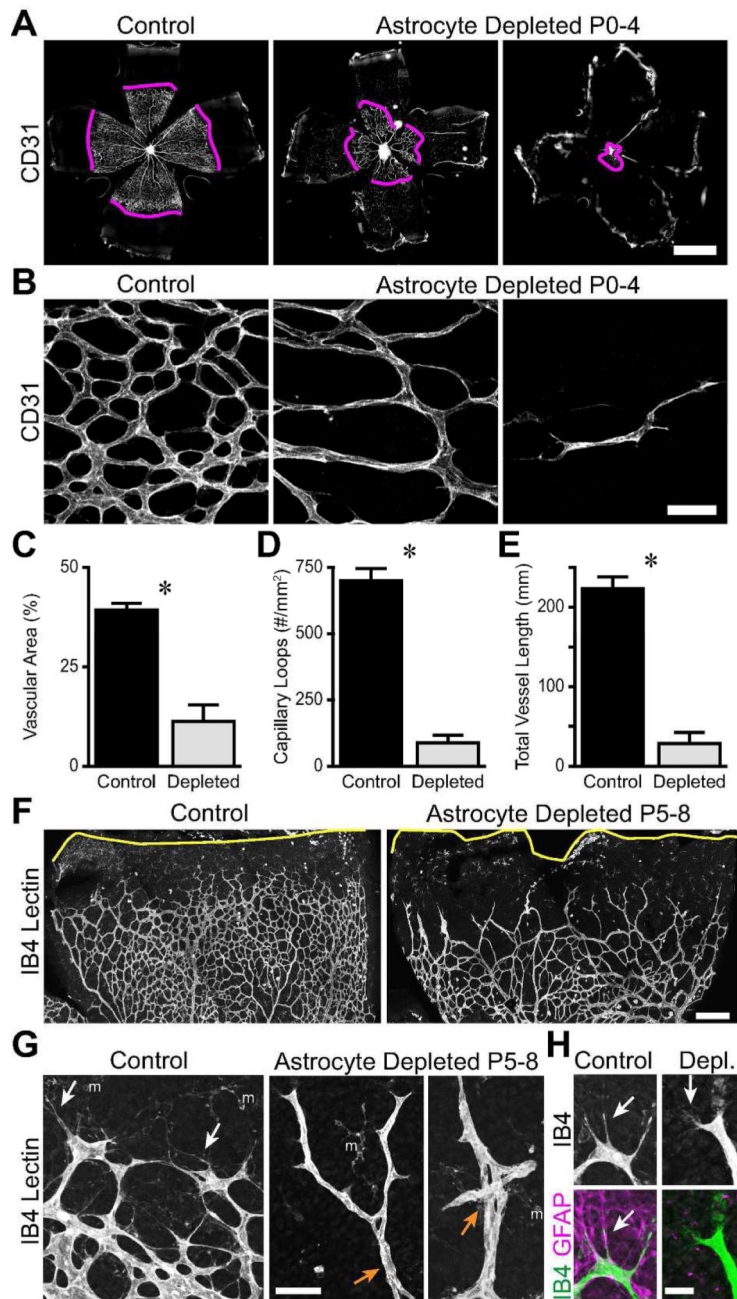 A Control Astrocyte Depleted P0-4
CD31
B Control Astrocyte Depleted P0-4
CD31
C D E
50
25
0
Vascular Area (%)
*
Control Depleted
750
500
250
0
Capillary Loops (#/mm²)
*
Control Depleted
200
100
0
Total Vessel Length (mm)
*
Control Depleted
F Control Astrocyte Depleted P5-8
IB4 Lectin
G Control Astrocyte Depleted P5-8
IB4 Lectin
m
m
m
m
H Control Depl.
IB4
IB4 GFAP